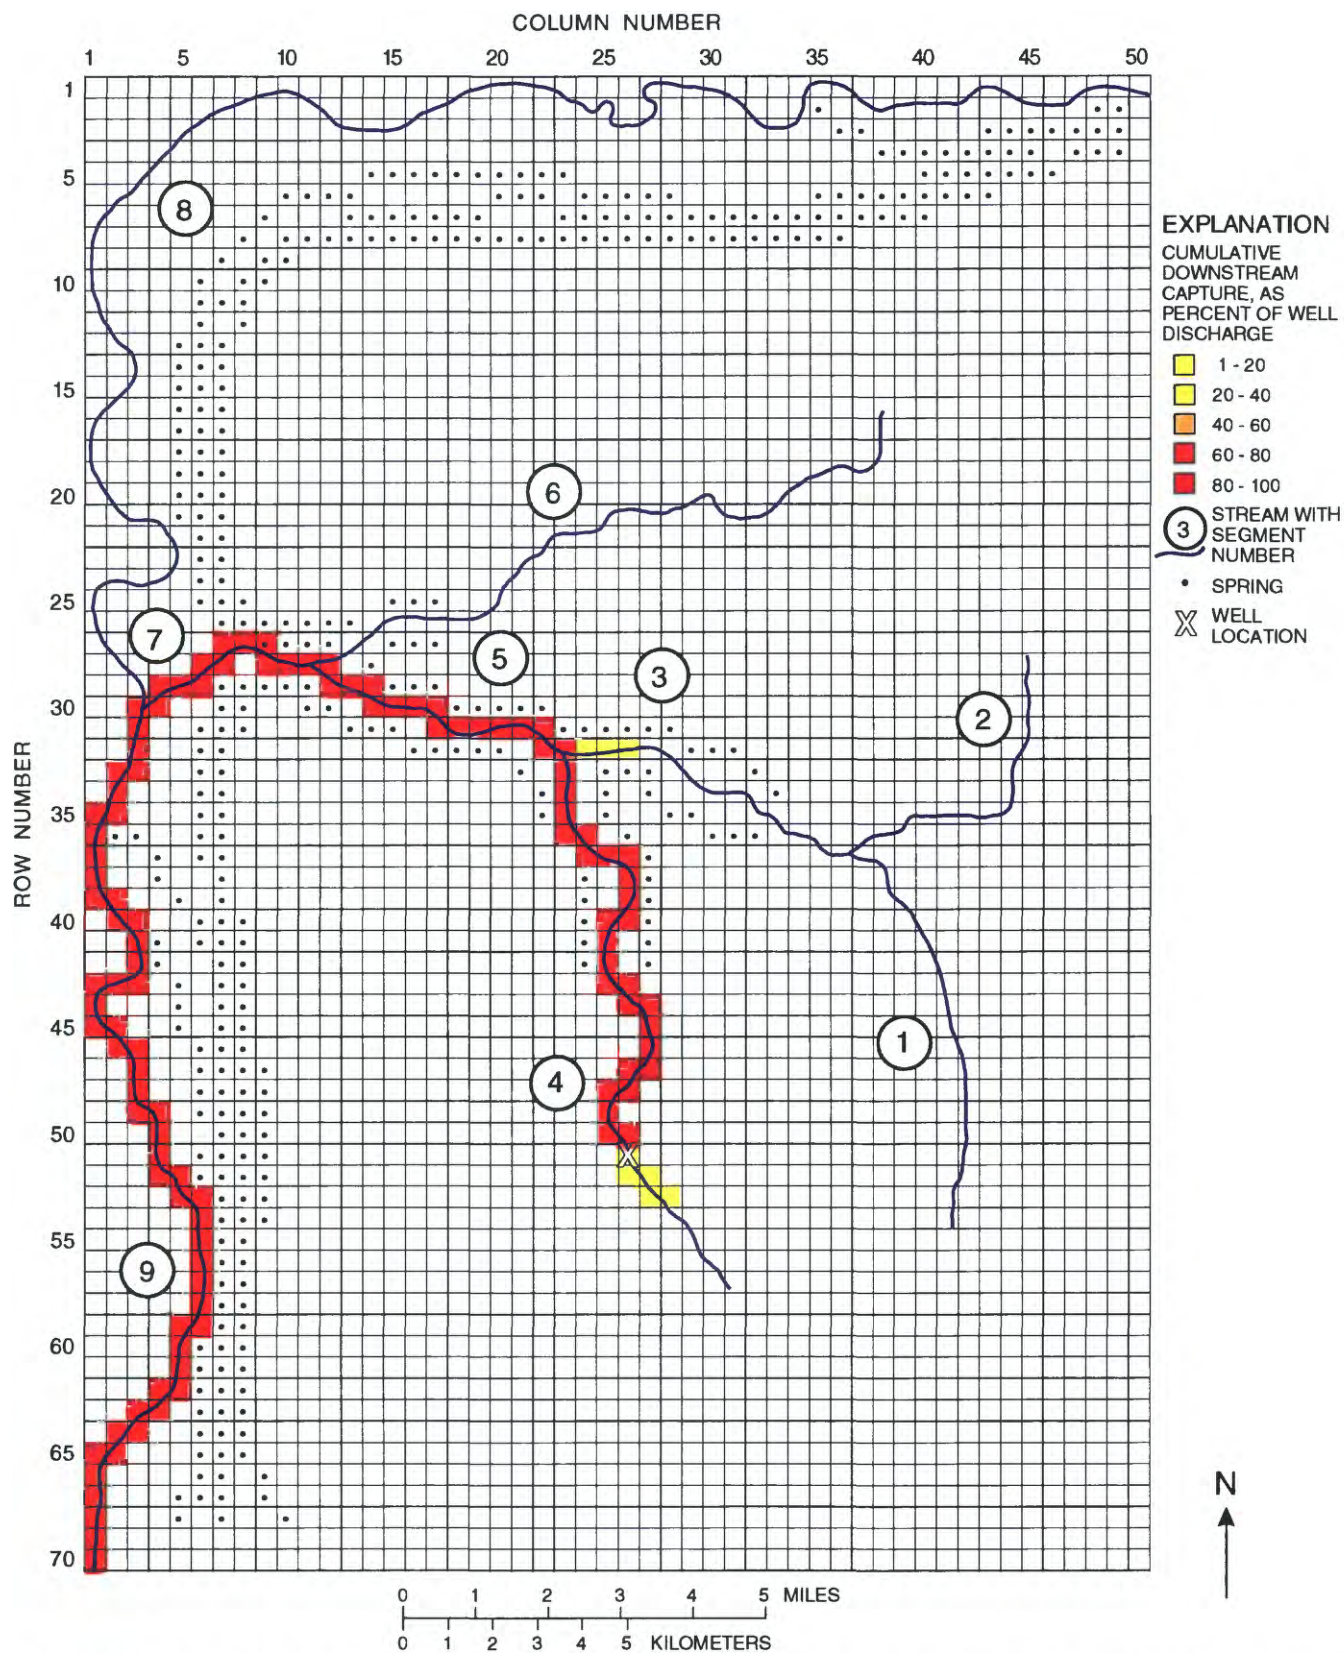 COLUMN NUMBER
1 5 10 15 20 25 30 35 40 45 50
1
5
8
10
15
20
6
25
7
5
3
30
2
ROW NUMBER
35
40
45
1
4
50
55
9
60
65
70
EXPLANATION
CUMULATIVE
DOWNSTREAM
CAPTURE, AS
PERCENT OF WELL
DISCHARGE
1 - 20
20 - 40
40 - 60
60 - 80
80 - 100
3 STREAM WITH
SEGMENT
NUMBER
SPRING
X WELL
LOCATION
X
N
0 1 2 3 4 5 MILES
0 1 2 3 4 5 KILOMETERS